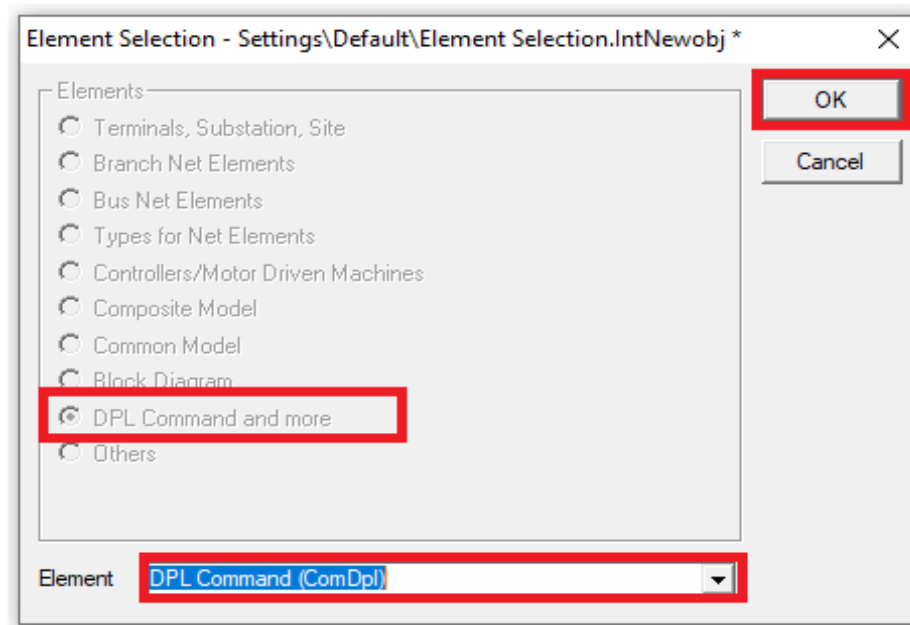 Element Selection - Settings\Default\Element Selection.IntNewobj *
Elements
OK
Terminals, Substation, Site
Branch Net Elements
Cancel
Bus Net Elements
Types for Net Elements
Controllers/Motor Driven Machines
Composite Model
Common Model
Block Diagram
DPL Command and more
Others
Element DPL Command (ComDpl)